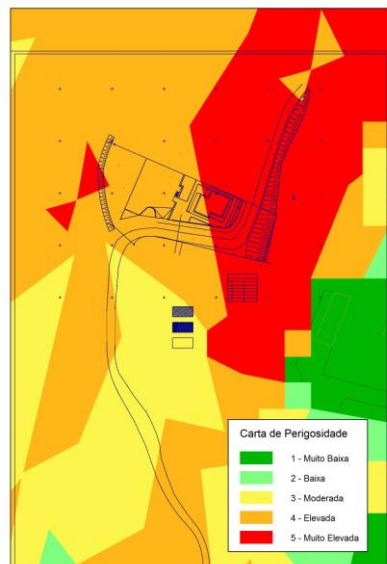 Carta de Perigosidade
1 - Muito Baixa
2 - Baixa
3 - Moderada
4 - Elevada
5 - Muito Elevada